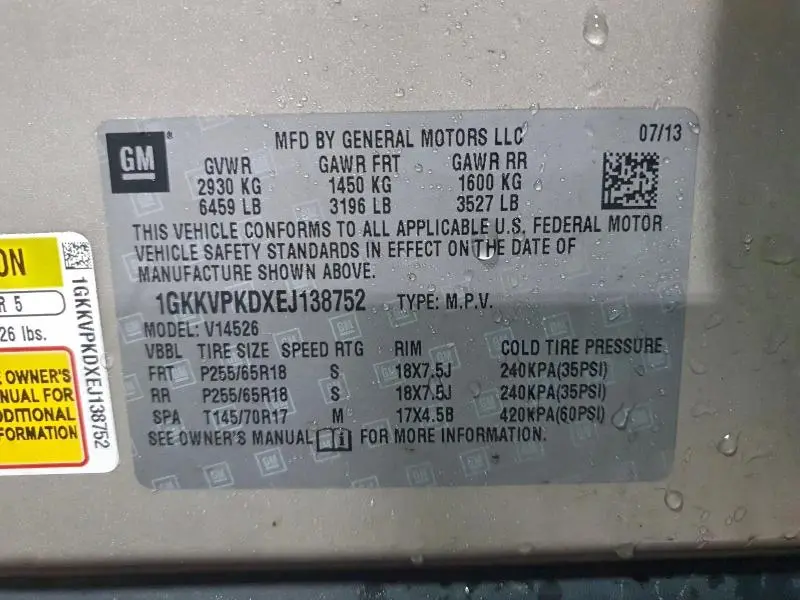 GM ®
MFD BY GENERAL MOTORS LLC 07/13
GVWR GAWR FRT GAWR RR
2930 KG 1450 KG 1600 KG
6459 LB 3196 LB 3527 LB
THIS VEHICLE CONFORMS TO ALL APPLICABLE U.S. FEDERAL MOTOR
VEHICLE SAFETY STANDARDS IN EFFECT ON THE DATE OF
MANUFACTURE SHOWN ABOVE.
1GKKVPKDXEJ138752 TYPE: M.P.V.
MODEL: V14526
VBBL TIRE SIZE SPEED RTG RIM COLD TIRE PRESSURE
FRT P255/65R18 S 18X7.5J 240KPA(35PSI)
RR P255/65R18 S 18X7.5J 240KPA(35PSI)
SPA T145/70R17 M 17X4.5B 420KPA(60PSI)
SEE OWNER'S MANUAL FOR MORE INFORMATION.
ON
R 5
26 lbs.
E OWNER'S
NUAL FOR
DDITIONAL
FORMATION
1GKKVPKDXEJ138752